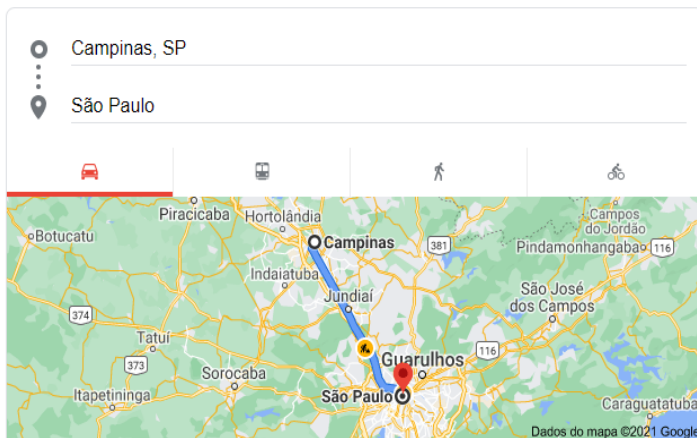 Campinas, SP
São Paulo
Campos
do Jordão
Piracicaba
Hortolândia
Botucatu
Campinas
381
Pindamonhangaba
116
Indaiatuba
São José
dos Campos
Jundiaí
374
Tatuí
116
Guarulhos
373
Sorocaba
São Paulo
Itapetininga
Caraguatatuba
Dados do mapa ©2021 Google